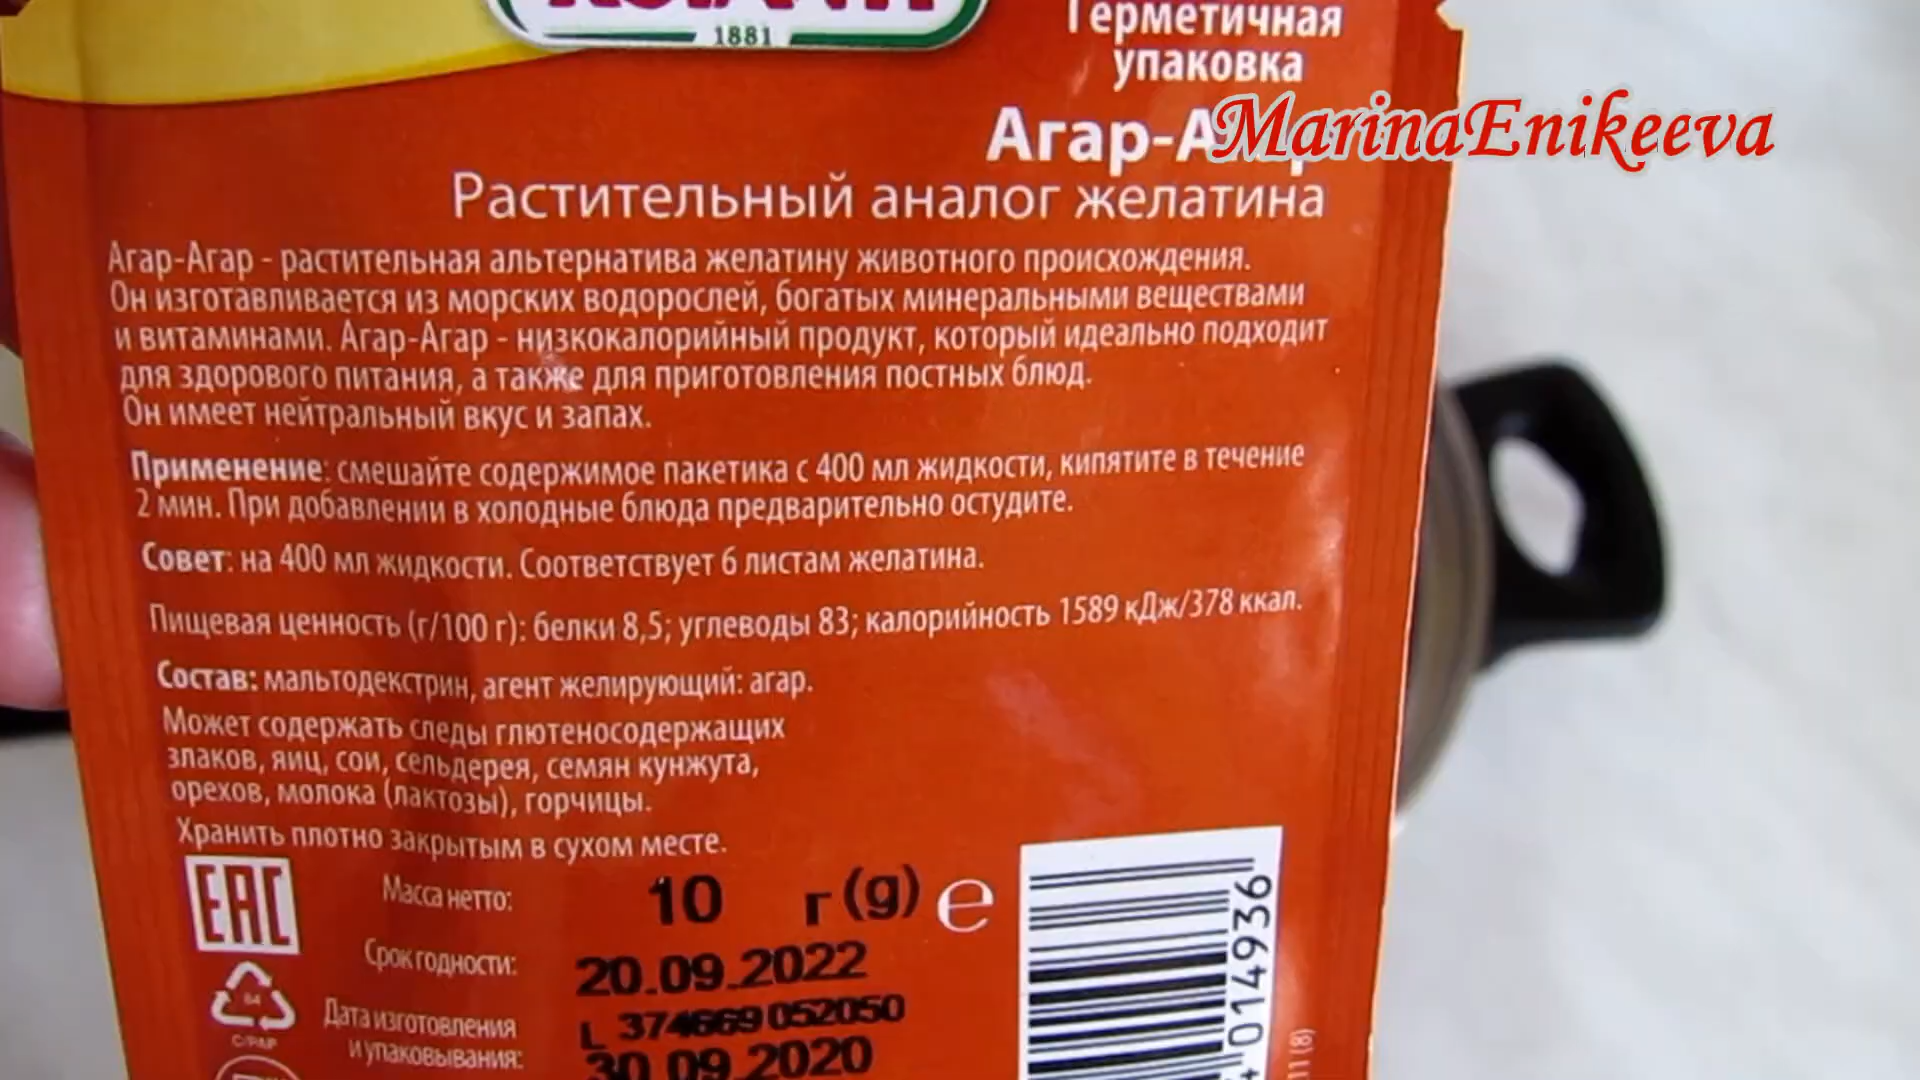 1881
Герметичная
упаковка
MarinaEnikeeva
Растительный аналог желатина
Агар-Агар - растительная альтернатива желатину животного происхождения.
Он изготавливается из морских водорослей, богатых минеральными веществами
и витаминами. Агар-Агар - низкокалорийный продукт, который идеально подходит
для здорового питания, а также для приготовления постных блюд.
Он имеет нейтральный вкус и запах.
Применение: смешайте содержимое пакетика с 400 мл жидкости, кипятите в течение
2 мин. При добавлении в холодные блюда предварительно остудите.
Совет: на 400 мл жидкости. Соответствует 6 листам желатина.
Пищевая ценность (г/100 г): белки 8,5; углеводы 83; калорийность 1589 кДж/378 ккал.
Состав: мальтодекстрин, агент желирующий: агар.
Может содержать следы глютеносодержащих
злаков, яиц, сои, сельдерея, семян кунжута,
орехов, молока (лактозы), горчицы.
Хранить плотно закрытым в сухом месте.
EAC
Масса нетто: 10 г (g) e
Срок годности: 20.09.2022
84
C/PAP
Дата изготовления
и упаковывания:
L 374669 052050
30.09.2020
014936